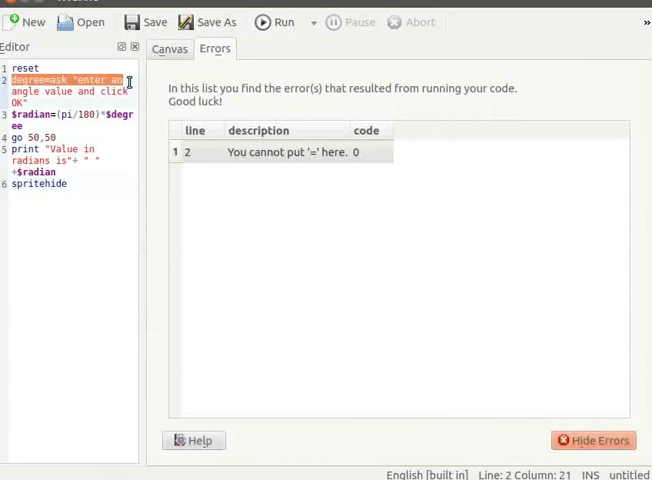 New Open Save Save As Run Pause Abort »
Editor
Canvas Errors
1 reset
2 degree=ask "enter an
angle value and click
OK"
3 $radian=(pi/180)*$degr
ee
4 go 50,50
5 print "Value in
radians is"+ " "
+$radian
6 spritehide
In this list you find the error(s) that resulted from running your code.
Good luck!
line description code
1 2 You cannot put '=' here. 0
Help Hide Errors
English [built in] Line: 2 Column: 21 INS untitled